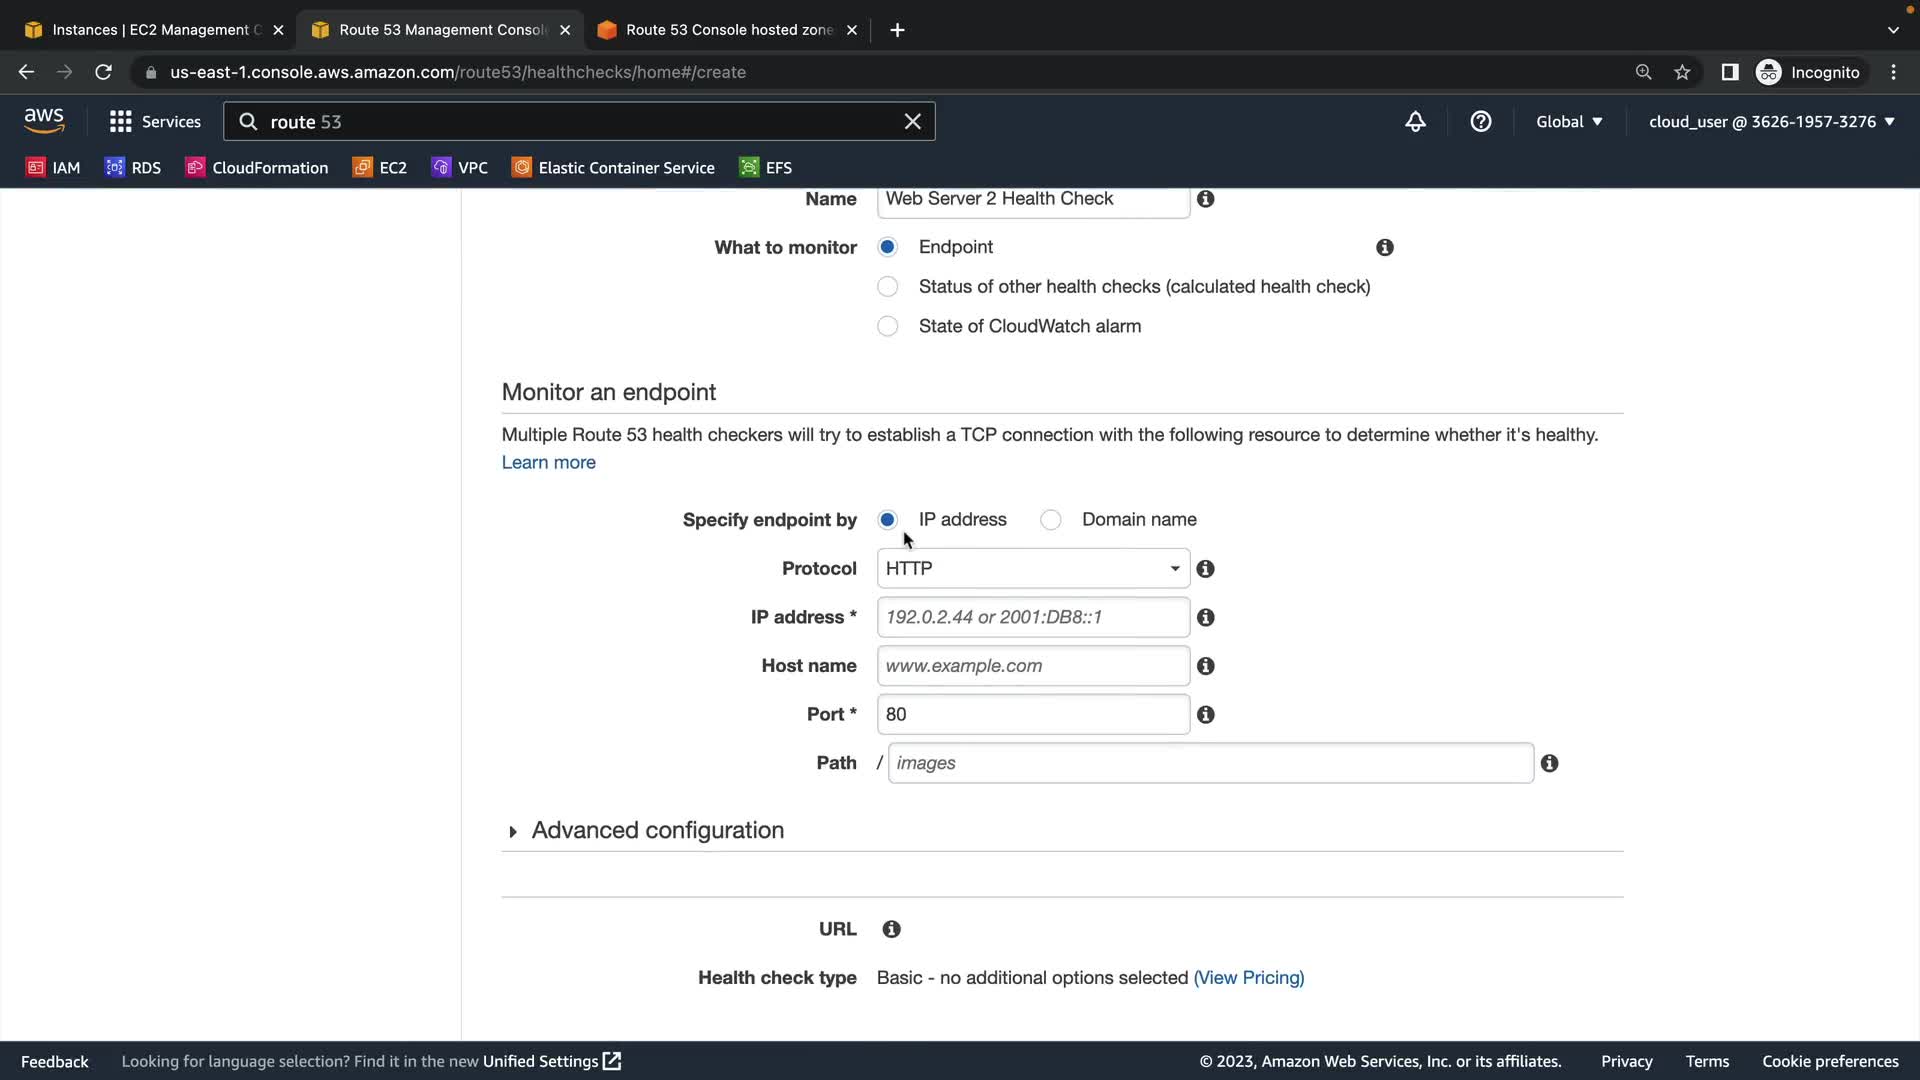 Instances | EC2 Management C
Route 53 Management Consol
Route 53 Console hosted zone
us-east-1.console.aws.amazon.com/route53/healthchecks/home#/create
Incognito
aws
Services
route 53
Global
cloud_user @ 3626-1957-3276
IAM
RDS
CloudFormation
EC2
VPC
Elastic Container Service
EFS
Name
Web Server 2 Health Check
What to monitor
Endpoint
Status of other health checks (calculated health check)
State of CloudWatch alarm
Monitor an endpoint
Multiple Route 53 health checkers will try to establish a TCP connection with the following resource to determine whether it's healthy.
Learn more
Specify endpoint by
IP address
Domain name
Protocol
HTTP
IP address *
192.0.2.44 or 2001:DB8::1
Host name
www.example.com
Port *
80
Path
/
images
Advanced configuration
URL
Health check type
Basic - no additional options selected (View Pricing)
Feedback
Looking for language selection? Find it in the new Unified Settings
© 2023, Amazon Web Services, Inc. or its affiliates.
Privacy
Terms
Cookie preferences